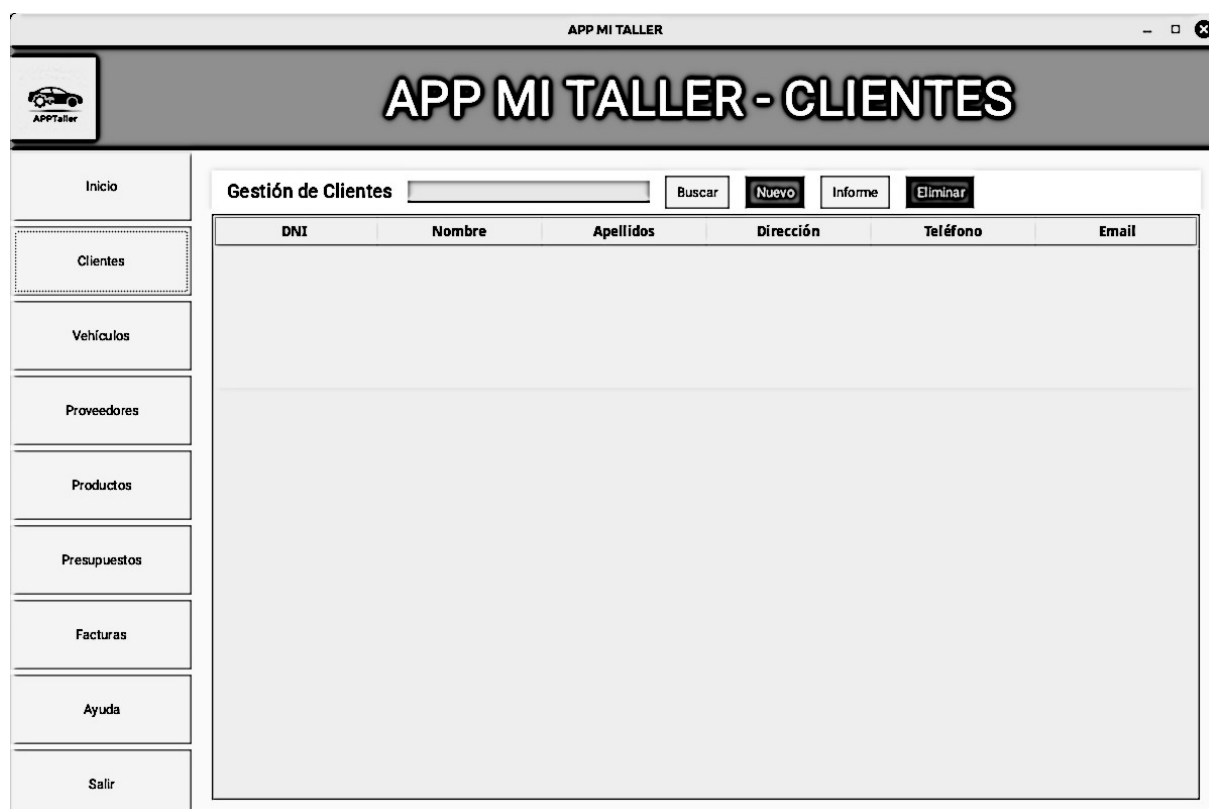 APP MI TALLER
APPTaller
APP MI TALLER - CLIENTES
Inicio
Clientes
Vehículos
Proveedores
Productos
Presupuestos
Facturas
Ayuda
Salir
Gestión de Clientes Buscar Nuevo Informe Eliminar
DNI Nombre Apellidos Dirección Teléfono Email